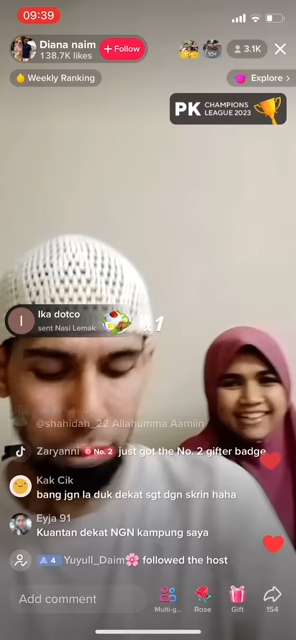 09:39
Diana naim
138.7K likes
+ Follow
10+
3.1K
Weekly Ranking
Explore >
PK CHAMPIONS
LEAGUE 2023
I
Ika dotco
sent Nasi Lemak
x1
@shahidah_22 Allahumma Aamiin
Zaryanni No. 2 just got the No. 2 gifter badge
Kak Cik
bang jgn la duk dekat sgt dgn skrin haha
Eyja 91
Kuantan dekat NGN kampung saya
4 Yuyull_Daim🌸 followed the host
Add comment
Multi-g...
Rose
Gift
154